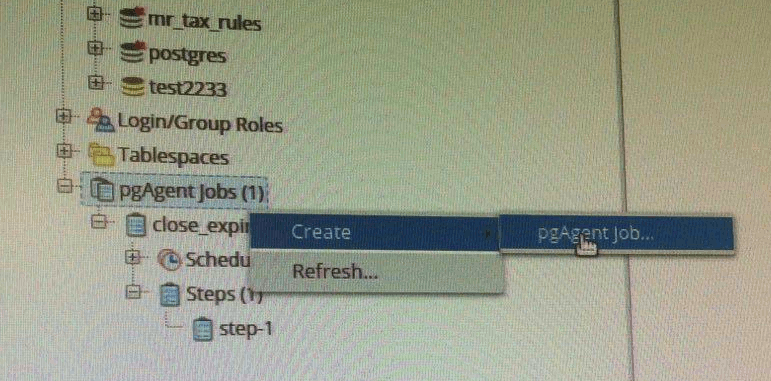 mr_tax_rules
postgres
test2233
Login/Group Roles
Tablespaces
pgAgent Jobs (1)
close_expi
Create
pgAgent Job...
Schedu
Refresh...
Steps (1)
step-1